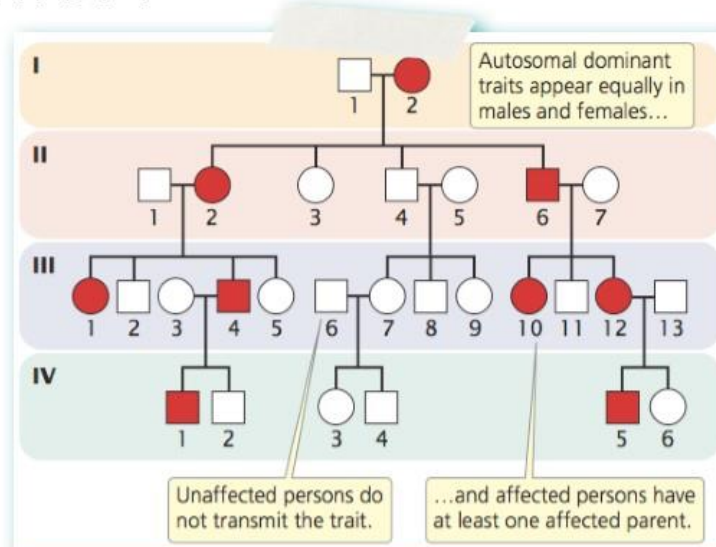 I
Autosomal dominant
traits appear equally in
males and females...
1 2
II
1 2 3 4 5 6 7
III
1 2 3 4 5 6 7 8 9 10 11 12 13
IV
1 2 3 4 5 6
Unaffected persons do
not transmit the trait.
...and affected persons have
at least one affected parent.